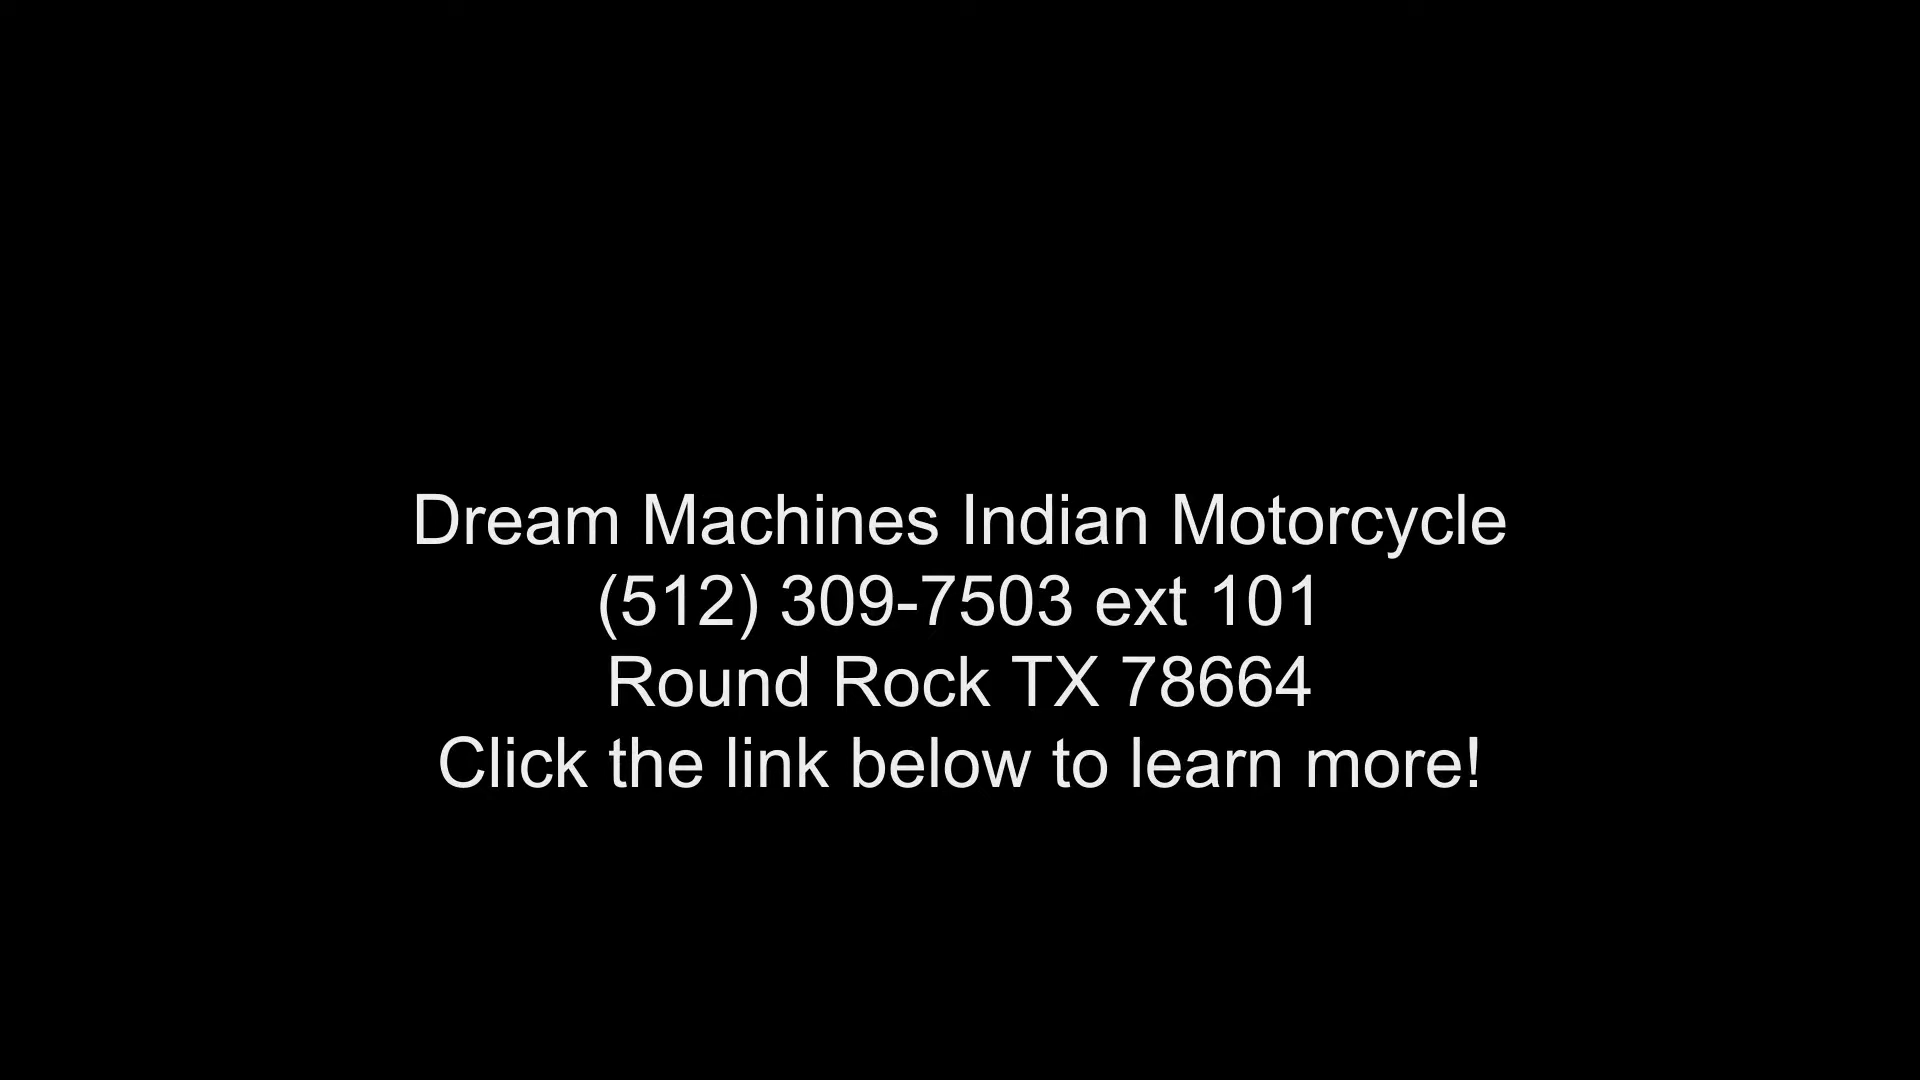 Dream Machines Indian Motorcycle
(512) 309-7503 ext 101
Round Rock TX 78664
Click the link below to learn more!